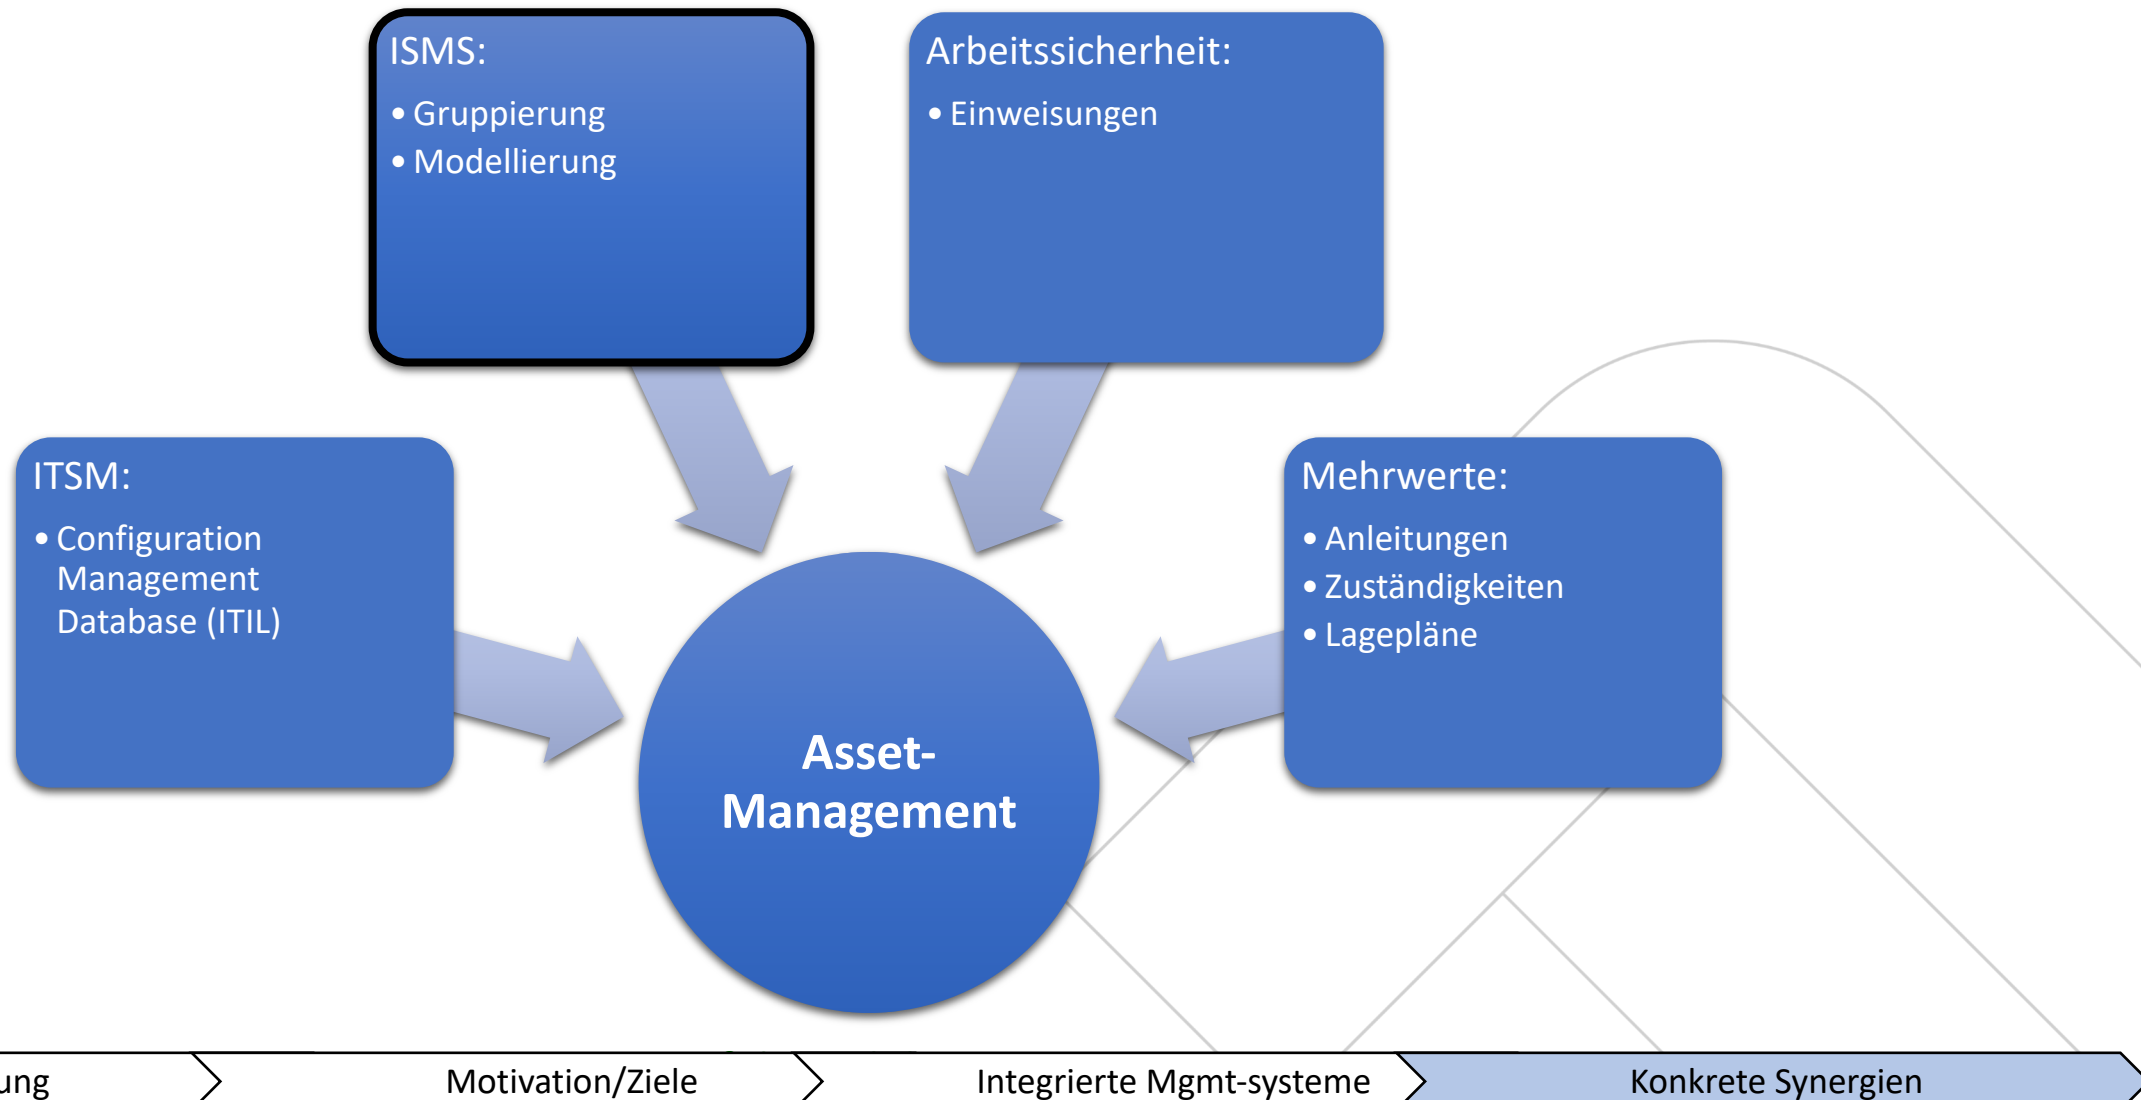 ISMS:
• Gruppierung
• Modellierung
Arbeitssicherheit:
• Einweisungen
ITSM:
• Configuration
Management
Database (ITIL)
Mehrwerte:
• Anleitungen
• Zuständigkeiten
• Lagepläne
Asset-
Management
ung
Motivation/Ziele
Integrierte Mgmt-systeme
Konkrete Synergien